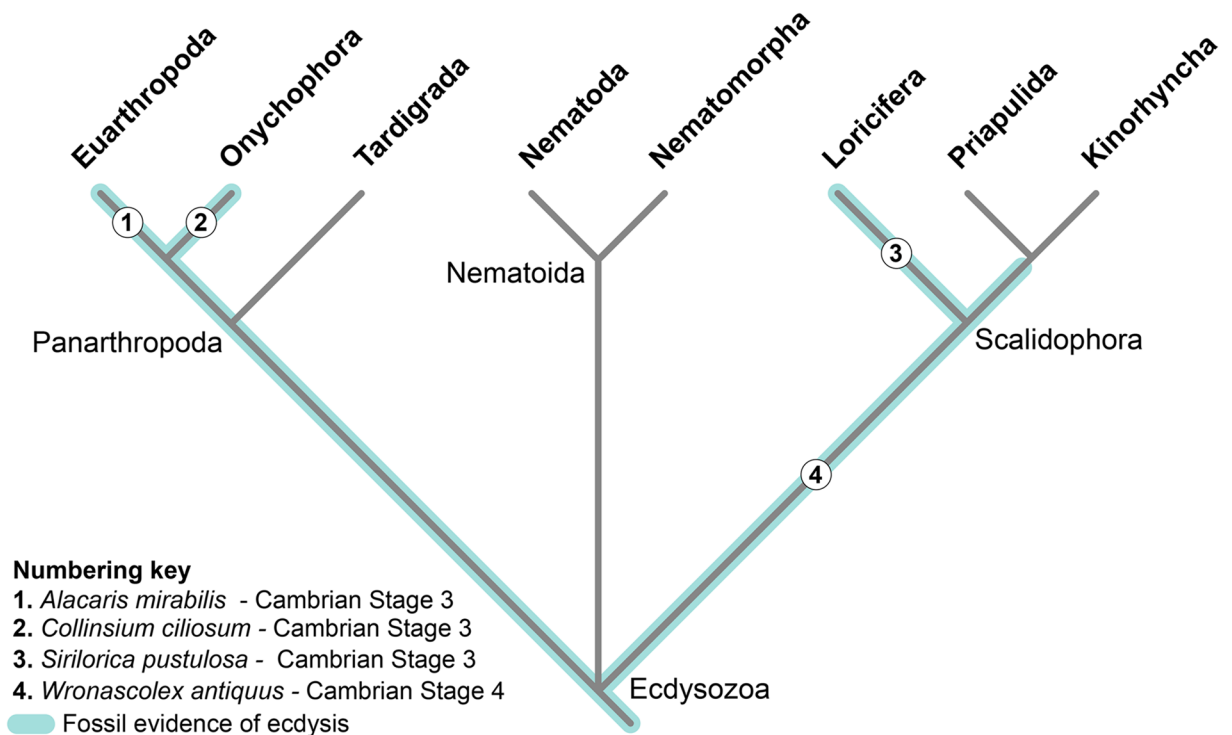 Euarthropoda
Onychophora
Tardigrada
Nematoda
Nematomorpha
Loricifera
Priapulida
Kinorhyncha
1
2
3
Nematoida
Panarthropoda
Scalidophora
4
Numbering key
1. Alacaris mirabilis - Cambrian Stage 3
2. Collinsium ciliosum - Cambrian Stage 3
3. Sirilorica pustulosa - Cambrian Stage 3
4. Wronascolex antiquus - Cambrian Stage 4
Fossil evidence of ecdysis
Ecdysozoa